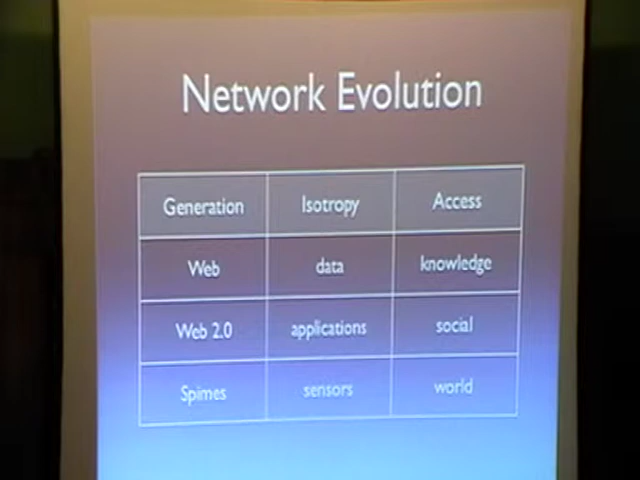 Network Evolution
Generation Isotropy Access
Web data knowledge
Web 2.0 applications social
Spimes sensors world